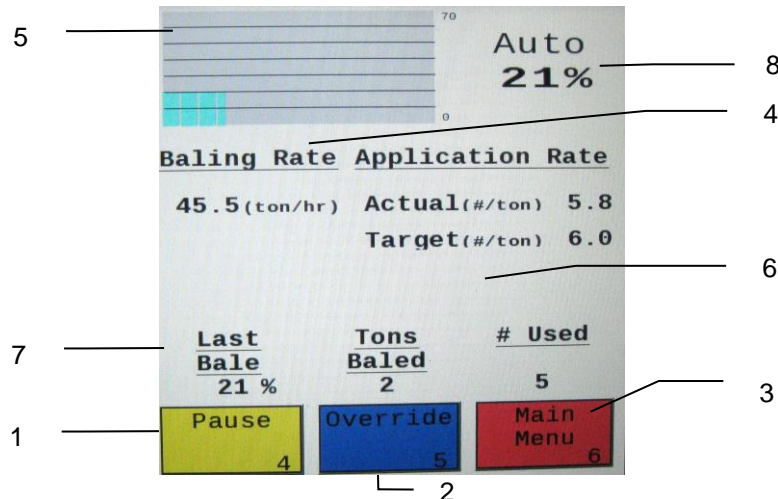 70
5
Auto
8
21%
0
4
Baling Rate Application Rate
45.5(ton/hr) Actual(#/ton) 5.8
Target(#/ton) 6.0
6
7
Last Tons # Used
Bale Baled
21 % 2 5
3
Pause Override Main
Menu
1
4 5 6
2